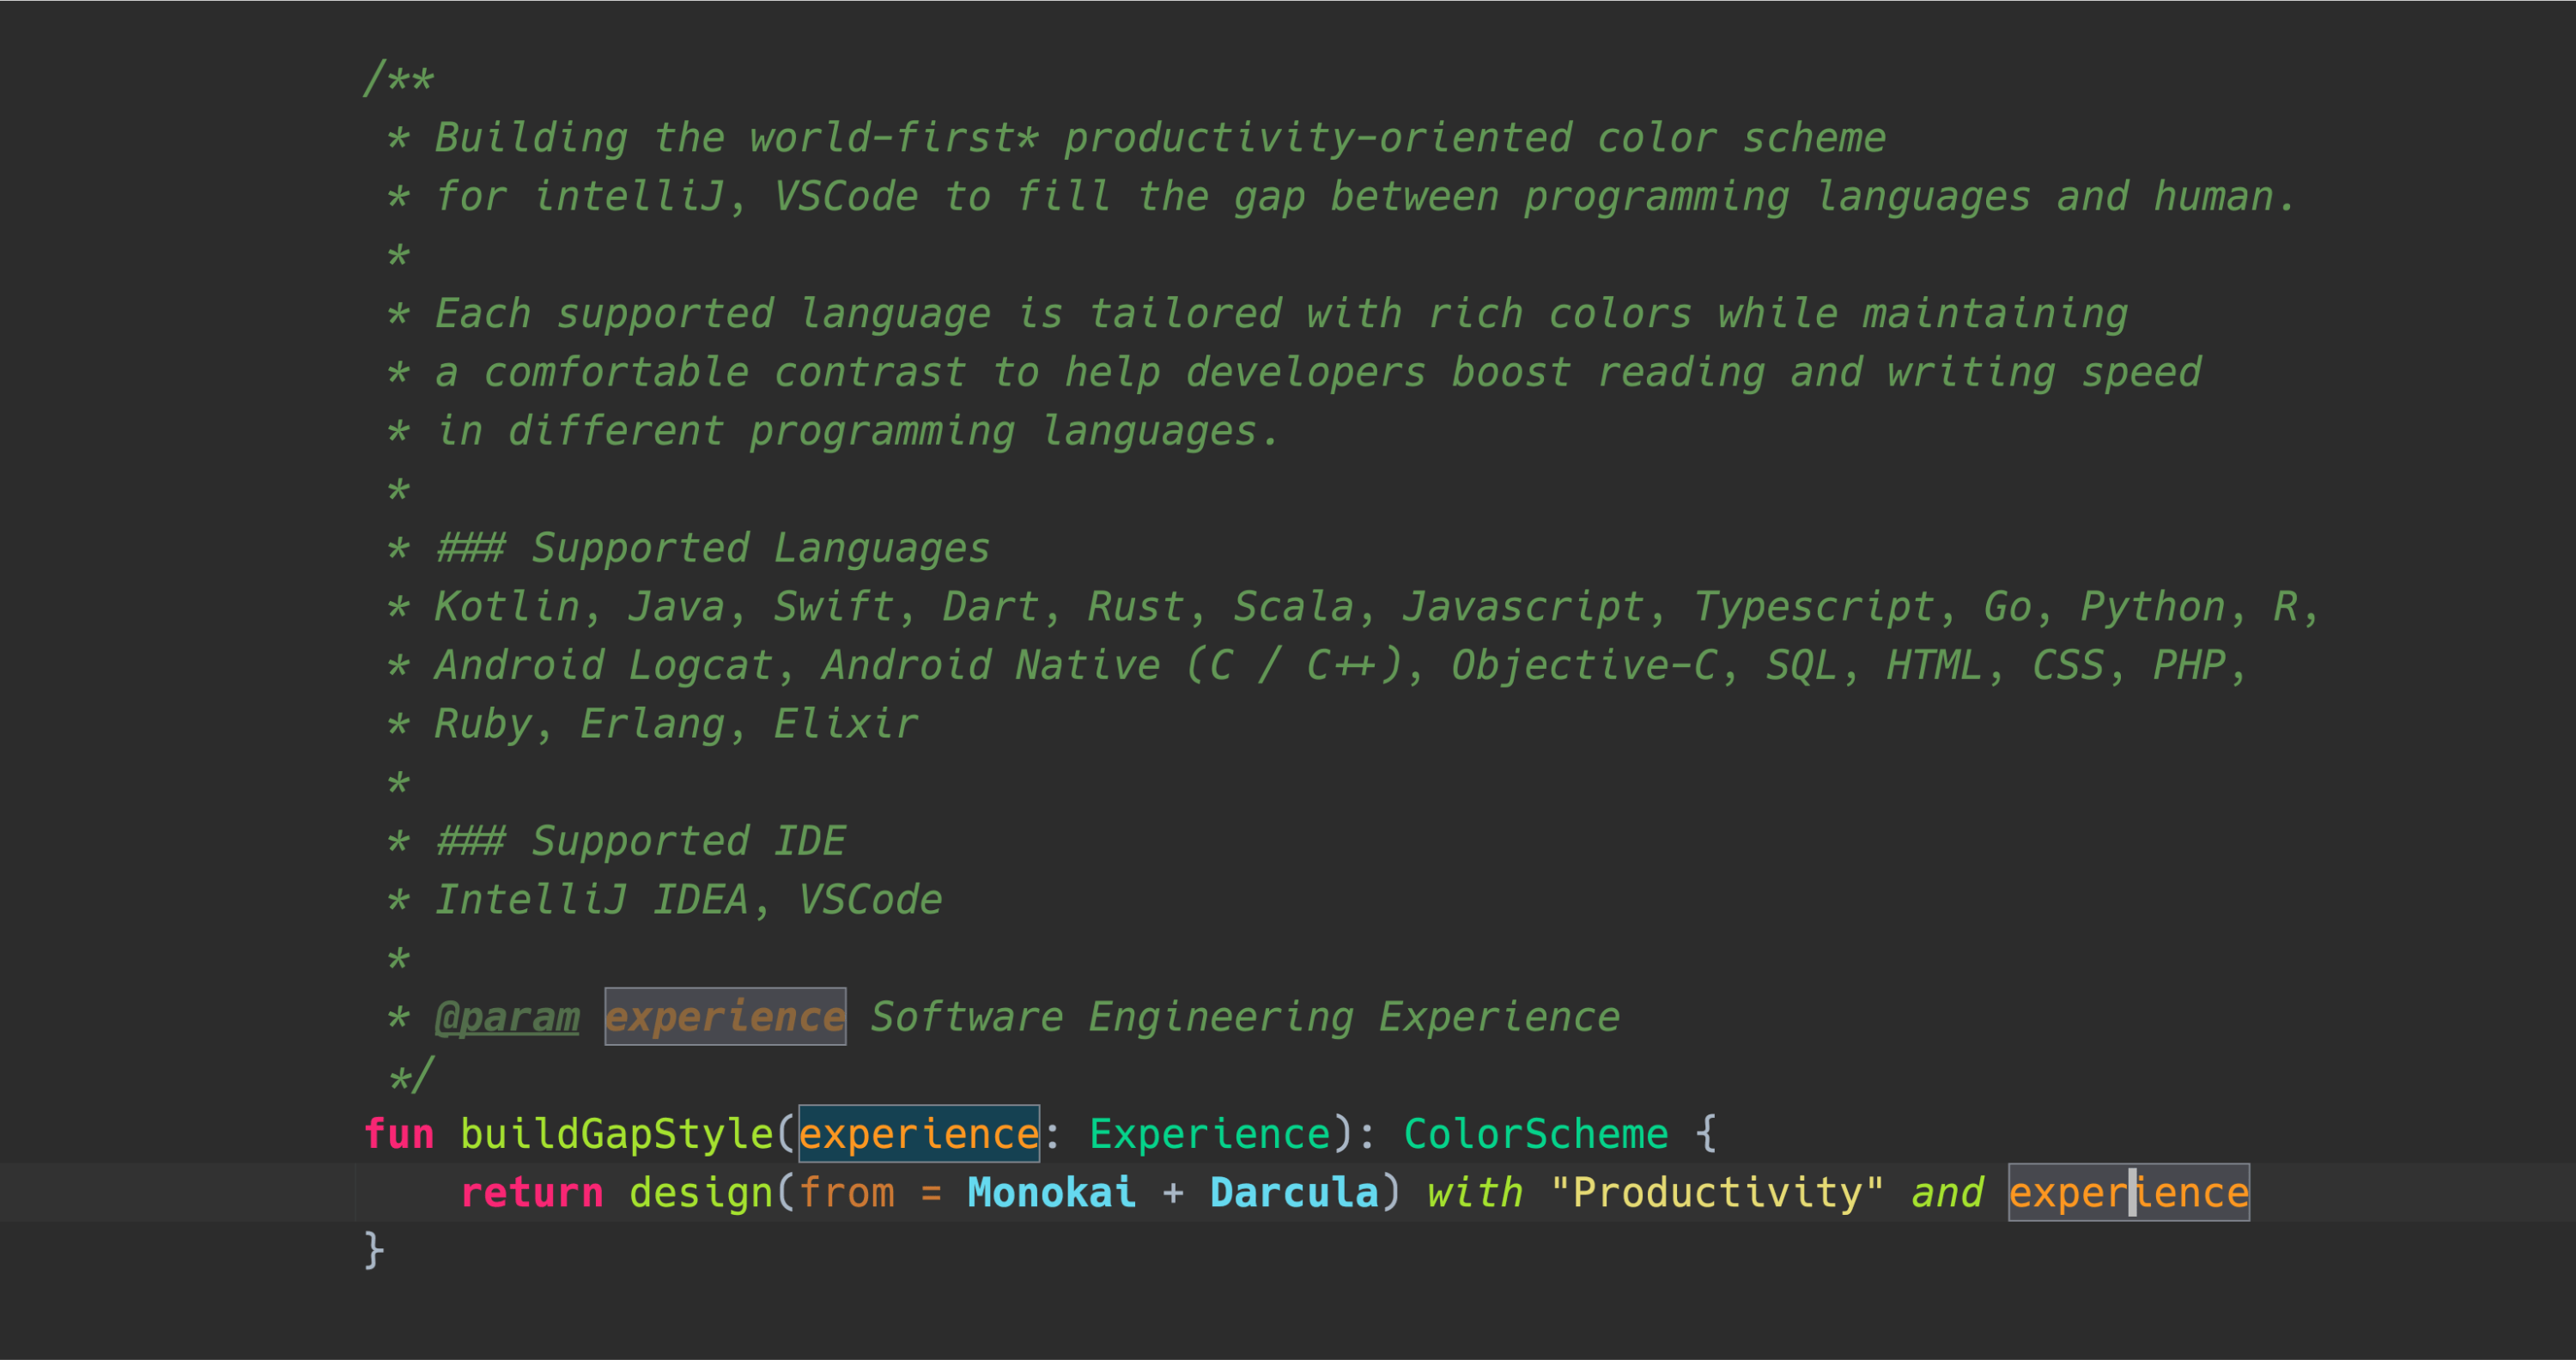 /**
 * Building the world-first* productivity-oriented color scheme
 * for intelliJ, VSCode to fill the gap between programming languages and human.
 *
 * Each supported language is tailored with rich colors while maintaining
 * a comfortable contrast to help developers boost reading and writing speed
 * in different programming languages.
 *
 * ### Supported Languages
 * Kotlin, Java, Swift, Dart, Rust, Scala, Javascript, Typescript, Go, Python, R,
 * Android Logcat, Android Native (C / C++), Objective-C, SQL, HTML, CSS, PHP,
 * Ruby, Erlang, Elixir
 *
 * ### Supported IDE
 * IntelliJ IDEA, VSCode
 *
 * @param experience Software Engineering Experience
 */
fun buildGapStyle(experience: Experience): ColorScheme {
    return design(from = Monokai + Darcula) with "Productivity" and experience
}